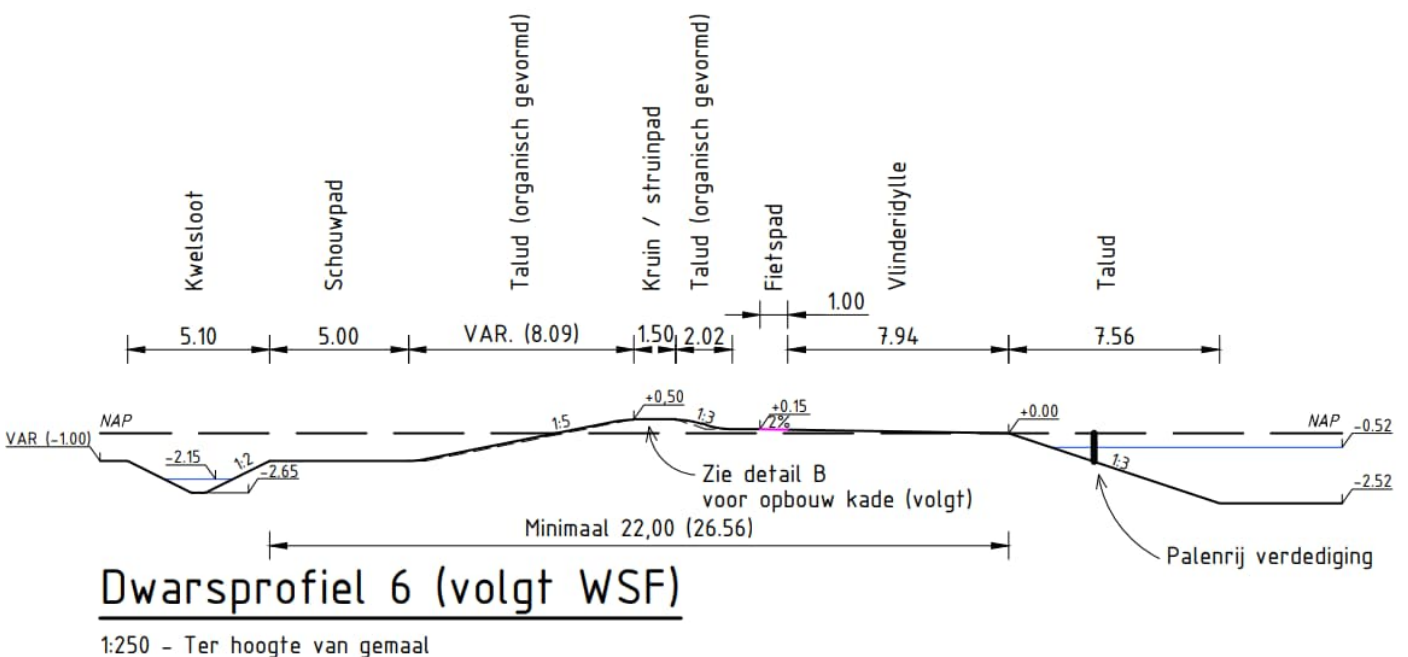 Kwelsloot
Schouwpad
Talud (organisch gevormd)
Kruin / struinpad
Talud (organisch gevormd)
Fietspad
Vlinderidylle
Talud
1.00
5.10
5.00
VAR. (8.09)
1.50
2.02
7.94
7.56
NAP
VAR (-1.00)
-2.15
1:2
-2.65
1:5
+0,50
1:3
+0.15
2%
+0.00
NAP
-0.52
1:3
-2.52
Zie detail B
voor opbouw kade (volgt)
Minimaal 22,00 (26.56)
Palenrij verdediging
Dwarsprofiel 6 (volgt WSF)
1:250 - Ter hoogte van gemaal